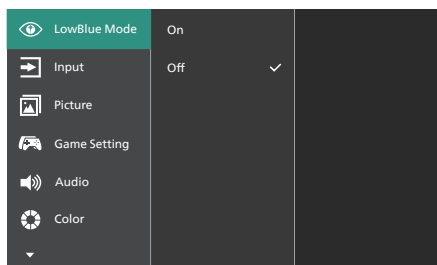 LowBlue Mode
On
Input
Off
Picture
Game Setting
Audio
Color